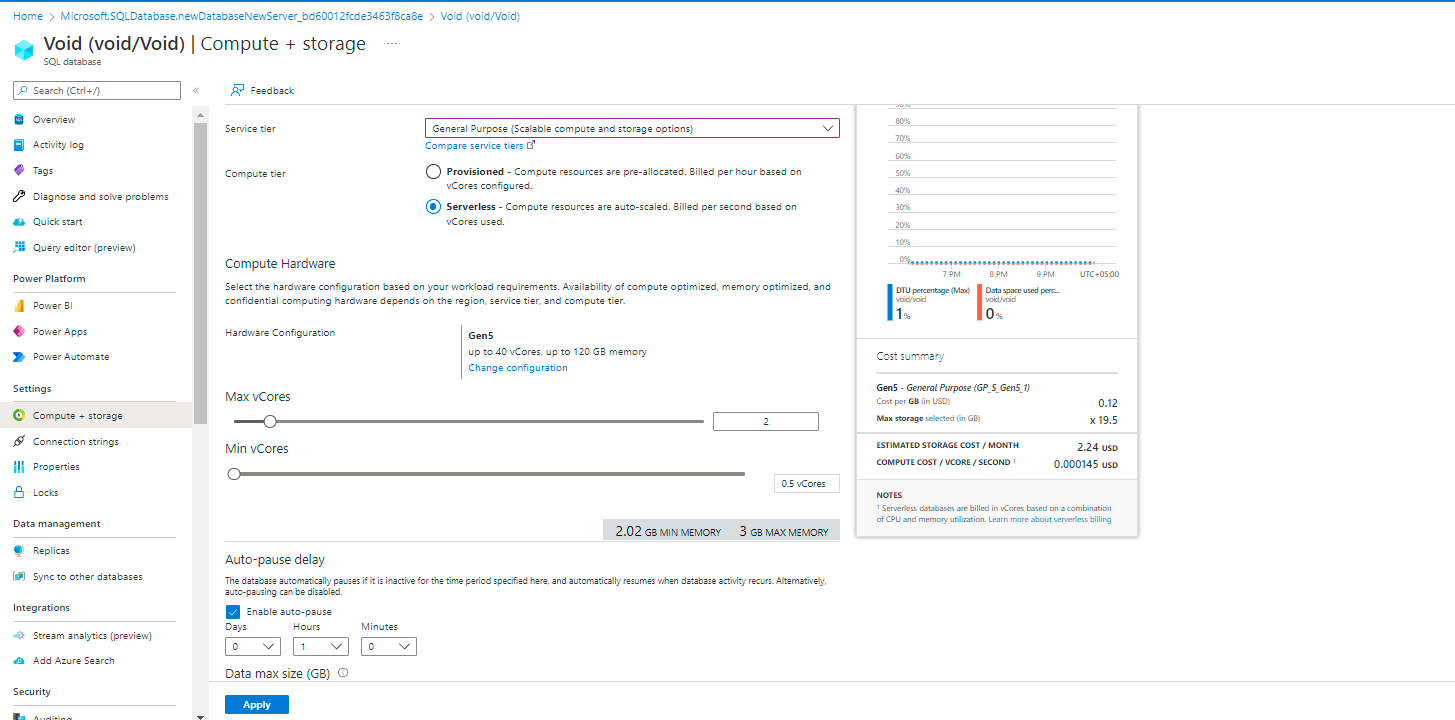 Home > Microsoft.SQLDatabase.newDatabaseNewServer_bd60012fcde3463f8ca8e > Void (void/Void)
Void (void/Void) | Compute + storage ...
SQL database
Search (Ctrl+/)
«
Overview
Activity log
Tags
Diagnose and solve problems
Quick start
Query editor (preview)
Power Platform
Power BI
Power Apps
Power Automate
Settings
Compute + storage
Connection strings
Properties
Locks
Data management
Replicas
Sync to other databases
Integrations
Stream analytics (preview)
Add Azure Search
Security
Auditing
Feedback
Service tier
General Purpose (Scalable compute and storage options)
Compare service tiers
Compute tier
Provisioned - Compute resources are pre-allocated. Billed per hour based on
vCores configured.
Serverless - Compute resources are auto-scaled. Billed per second based on
vCores used.
Compute Hardware
Select the hardware configuration based on your workload requirements. Availability of compute optimized, memory optimized, and
confidential computing hardware depends on the region, service tier, and compute tier.
Hardware Configuration
Gen5
up to 40 vCores, up to 120 GB memory
Change configuration
Max vCores
2
Min vCores
0.5 vCores
2.02 GB MIN MEMORY 3 GB MAX MEMORY
Auto-pause delay
The database automatically pauses if it is inactive for the time period specified here, and automatically resumes when database activity recurs. Alternatively,
auto-pausing can be disabled.
Enable auto-pause
Days Hours Minutes
0 1 0
Data max size (GB)
Apply
80%
70%
60%
50%
40%
30%
20%
10%
0%
7 PM 8 PM 9 PM UTC+05:00
DTU percentage (Max)
void/void
1 %
Data space used perc...
void/void
0 %
Cost summary
Gen5 - General Purpose (GP_S_Gen5_1)
Cost per GB (in USD) 0.12
Max storage selected (in GB) x 19.5
ESTIMATED STORAGE COST / MONTH 2.24 USD
COMPUTE COST / VCORE / SECOND 1 0.000145 USD
NOTES
1 Serverless databases are billed in vCores based on a combination
of CPU and memory utilization. Learn more about serverless billing